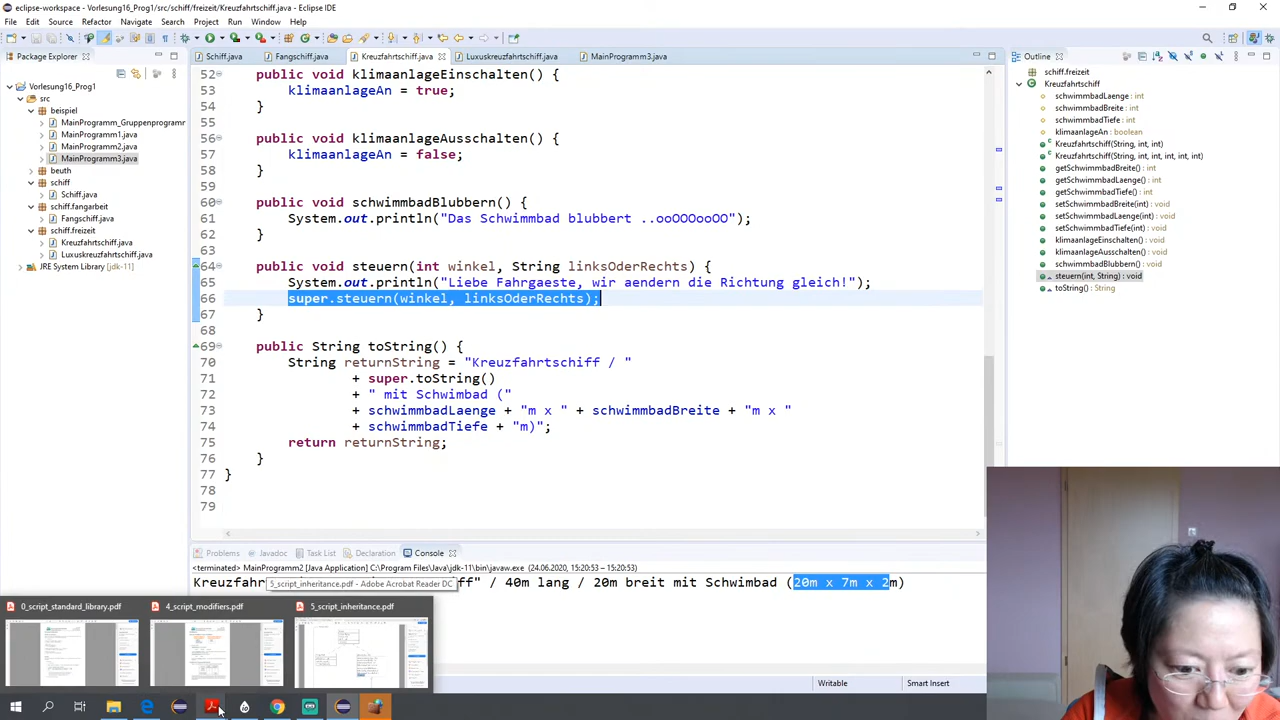 eclipse-workspace - Vorlesung16_Prog1/src/schiff/freizeit/Kreuzfahrtschiff.java - Eclipse IDE
File Edit Source Refactor Navigate Search Project Run Window Help
Package Explorer
Vorlesung16_Prog1
src
beispiel
MainProgramm_Gruppenprogramm
MainProgramm1.java
MainProgramm2.java
MainProgramm3.java
beuth
schiff
Schiff.java
schiff.fangarbeit
Fangschiff.java
schiff.freizeit
Kreuzfahrtschiff.java
Luxuskreuzfahrtschiff.java
JRE System Library [jdk-11]
Schiff.java Fangschiff.java Kreuzfahrtschiff.java Luxuskreuzfahrtschiff.java MainProgramm3.java
52 public void klimaanlageEinschalten() {
53 klimaanlageAn = true;
54 }
55
56 public void klimaanlageAusschalten() {
57 klimaanlageAn = false;
58 }
59
60 public void schwimmbadBlubbern() {
61 System.out.println("Das Schwimmbad blubbert ..ooOOOooOO");
62 }
63
64 public void steuern(int winkel, String linksOderRechts) {
65 System.out.println("Liebe Fahrgaeste, wir aendern die Richtung gleich!");
66 super.steuern(winkel, linksOderRechts);
67 }
68
69 public String toString() {
70 String returnString = "Kreuzfahrtschiff / "
71 + super.toString()
72 + " mit Schwimbad ("
73 + schwimmbadLaenge + "m x " + schwimmbadBreite + "m x "
74 + schwimmbadTiefe + "m)";
75 return returnString;
76 }
77 }
78
79
Outline
schiff.freizeit
Kreuzfahrtschiff
schwimmbadLaenge : int
schwimmbadBreite : int
schwimmbadTiefe : int
klimaanlageAn : boolean
Kreuzfahrtschiff(String, int, int)
Kreuzfahrtschiff(String, int, int, int, int, int)
getSchwimmbadBreite() : int
getSchwimmbadLaenge() : int
getSchwimmbadTiefe() : int
setSchwimmbadBreite(int) : void
setSchwimmbadLaenge(int) : void
setSchwimmbadTiefe(int) : void
klimaanlageEinschalten() : void
klimaanlageAusschalten() : void
schwimmbadBlubbern() : void
steuern(int, String) : void
toString() : String
Problems Javadoc Task List Declaration Console
<terminated> MainProgramm2 [Java Application] C:\Program Files\Java\jdk-11\bin\javaw.exe (24.06.2020, 15:20:53 – 15:20:53)
Kreuzfahr
ff" / 40m lang / 20m breit mit Schwimbad (20m x 7m x 2m)
5_script_inheritance.pdf - Adobe Acrobat Reader DC
0_script_standard_library.pdf 4_script_modifiers.pdf 5_script_inheritance.pdf
Writable Smart Insert